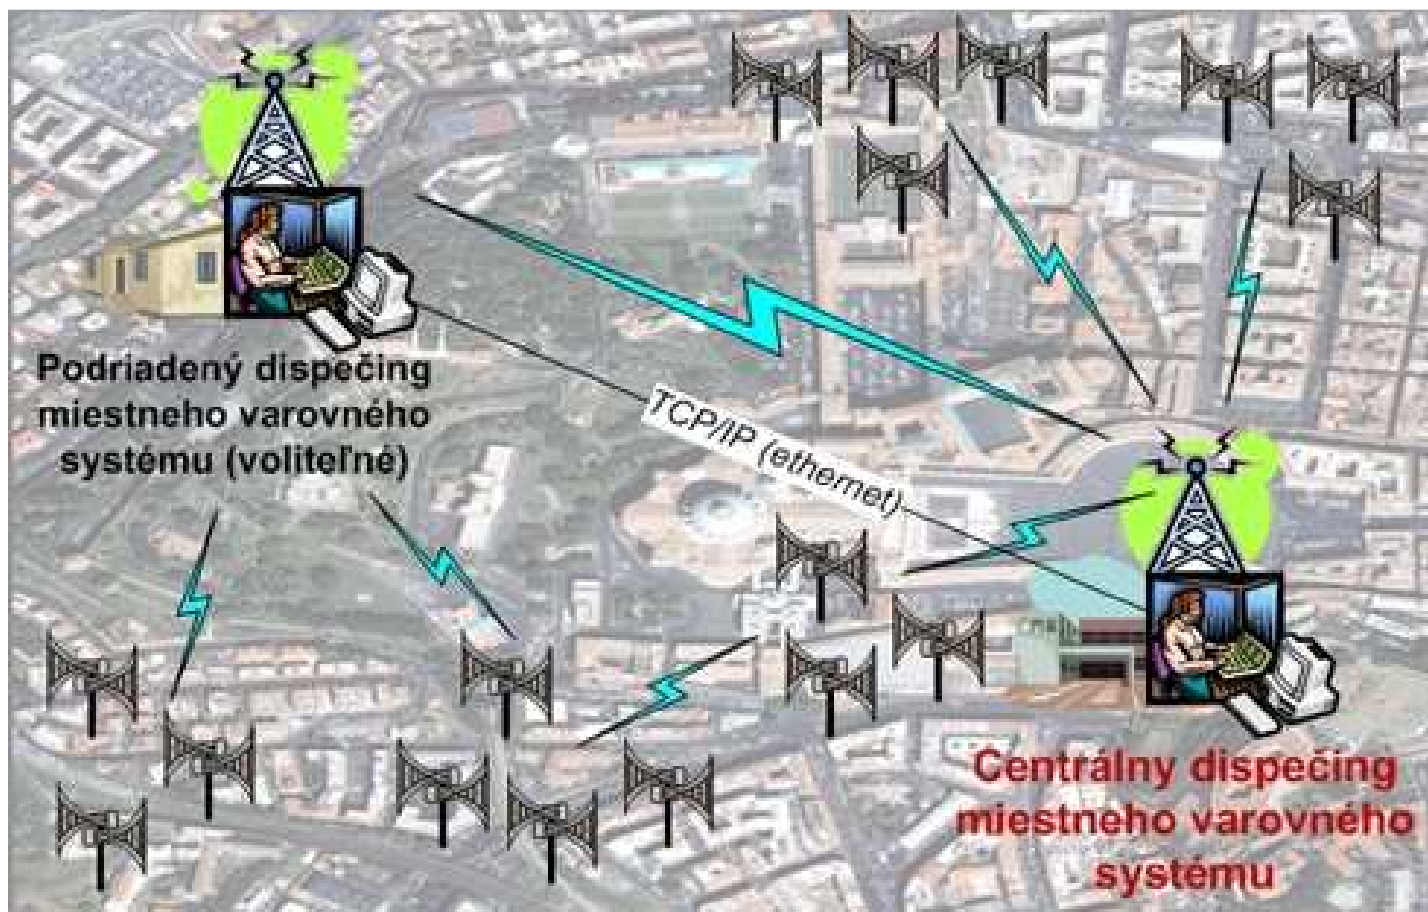 Podriadený dispečing
miestneho varovného
systému (voliteľné)
TCP/IP (ethernet)
Centrálny dispečing
miestneho varovného
systému